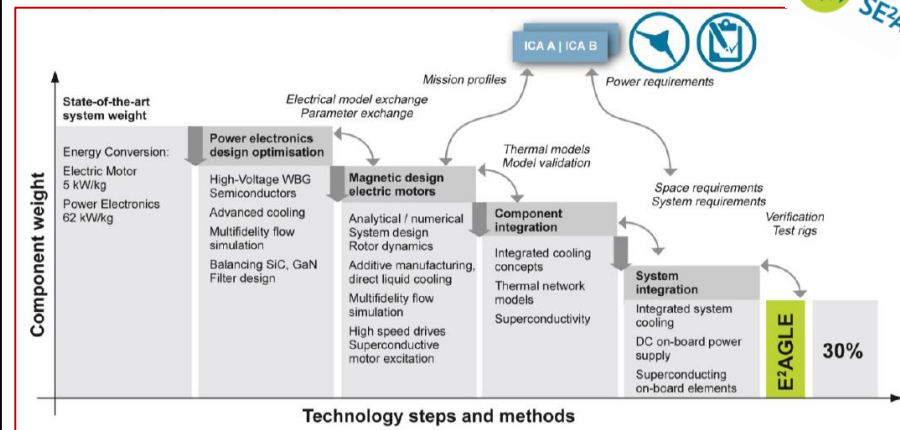 SE²A
ICA A | ICA B
Mission profiles
Power requirements
State-of-the-art
system weight
Electrical model exchange
Parameter exchange
Energy Conversion:
Electric Motor
5 kW/kg
Power Electronics
62 kW/kg
Power electronics
design optimisation
High-Voltage WBG
Semiconductors
Advanced cooling
Multifidelity flow
simulation
Balancing SiC, GaN
Filter design
Thermal models
Model validation
Magnetic design
electric motors
Analytical / numerical
System design
Rotor dynamics
Additive manufacturing,
direct liquid cooling
Multifidelity flow
simulation
High speed drives
Superconductive
motor excitation
Space requirements
System requirements
Component
integration
Integrated cooling
concepts
Thermal network
models
Superconductivity
Verification
Test rigs
System
integration
Integrated system
cooling
DC on-board power
supply
Superconducting
on-board elements
E²AGLE
30%
Component weight
Technology steps and methods